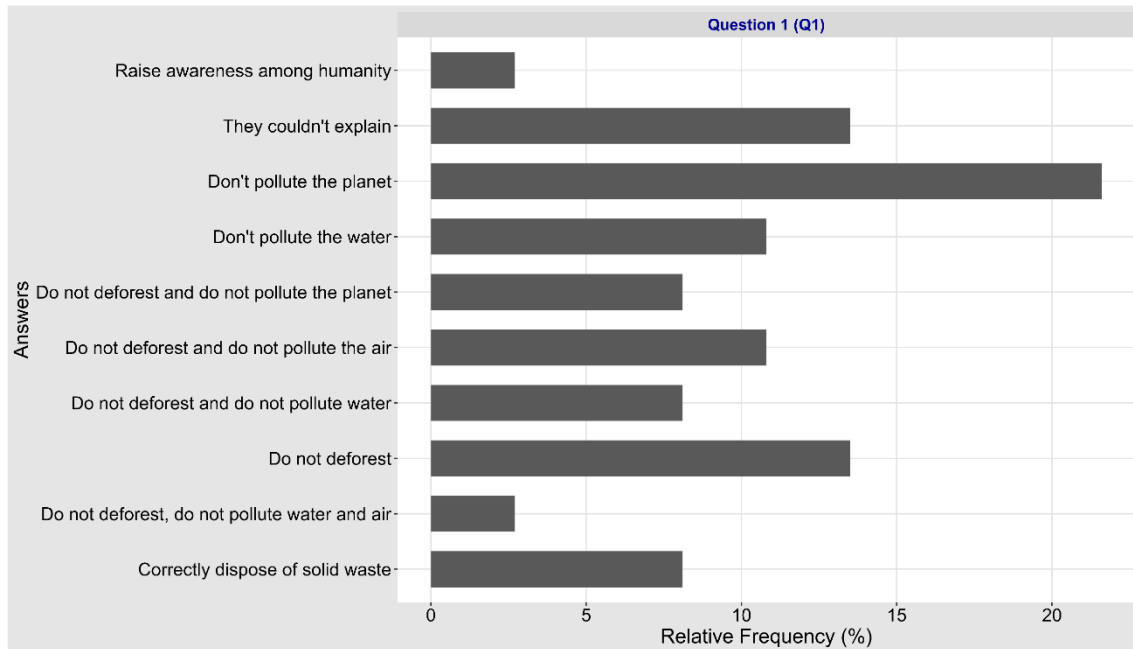 Question 1 (Q1)
Raise awareness among humanity
They couldn't explain
Don't pollute the planet
Don't pollute the water
Do not deforest and do not pollute the planet
Do not deforest and do not pollute the air
Do not deforest and do not pollute water
Do not deforest
Do not deforest, do not pollute water and air
Correctly dispose of solid waste
Answers
0 5 10 15 20
Relative Frequency (%)